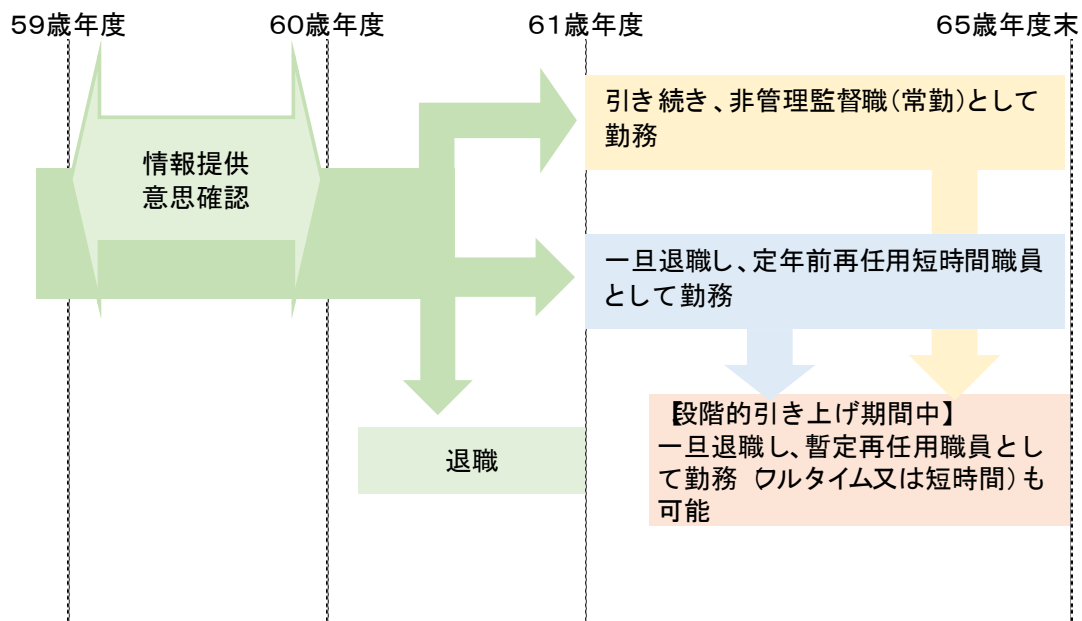 59歳年度
60歳年度
61歳年度
65歳年度末
情報提供
意思確認
引き続き、非管理監督職(常勤)として
勤務
一旦退職し、定年前再任用短時間職員
として勤務
退職
【段階的引き上げ期間中】
一旦退職し、暫定再任用職員とし
て勤務(フルタイム又は短時間)も
可能